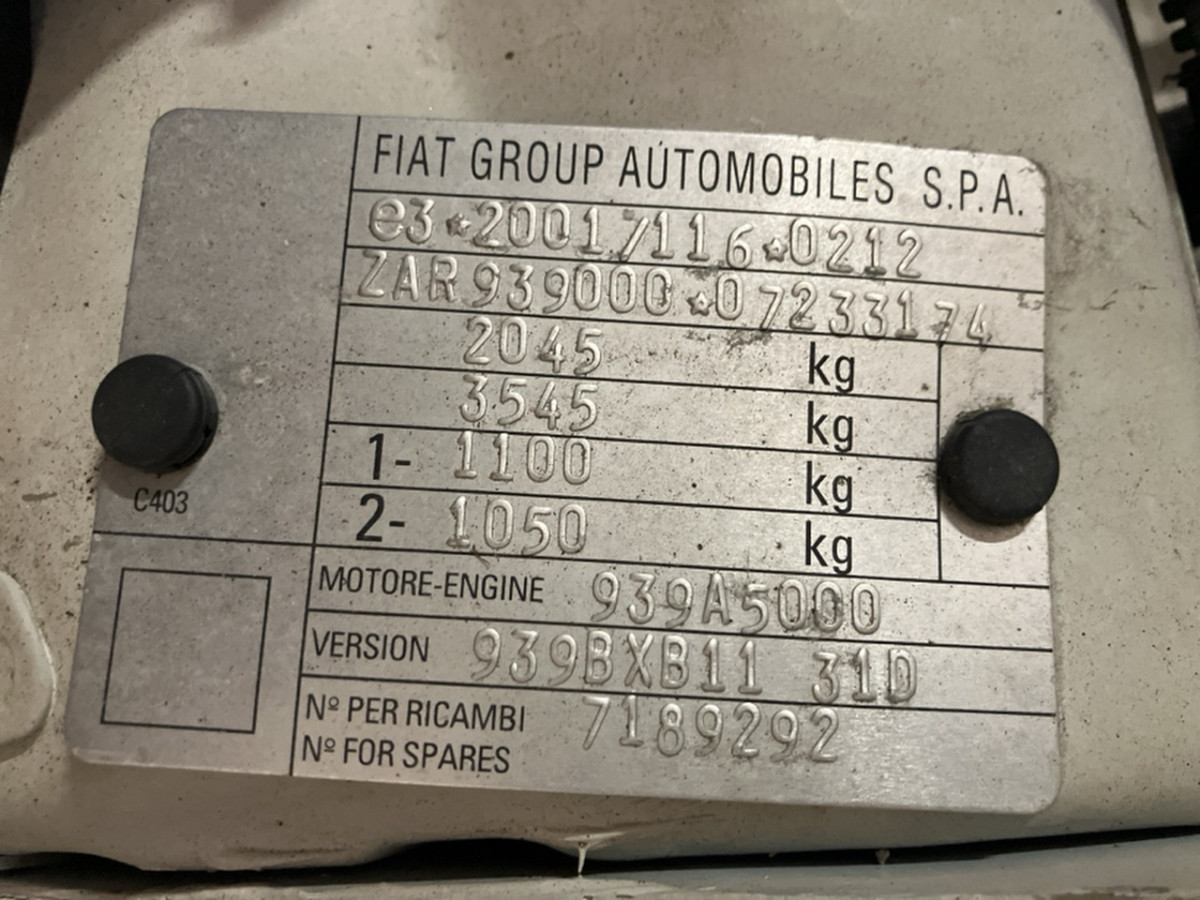 FIAT GROUP AUTOMOBILES S.P.A.
e3*2001/116*0212
ZAR939000*07233174
2045 kg
3545 kg
1- 1100 kg
2- 1050 kg
C403
MOTORE-ENGINE 939A5000
VERSION 939BXB11 31D
Nº PER RICAMBI 7189292
Nº FOR SPARES